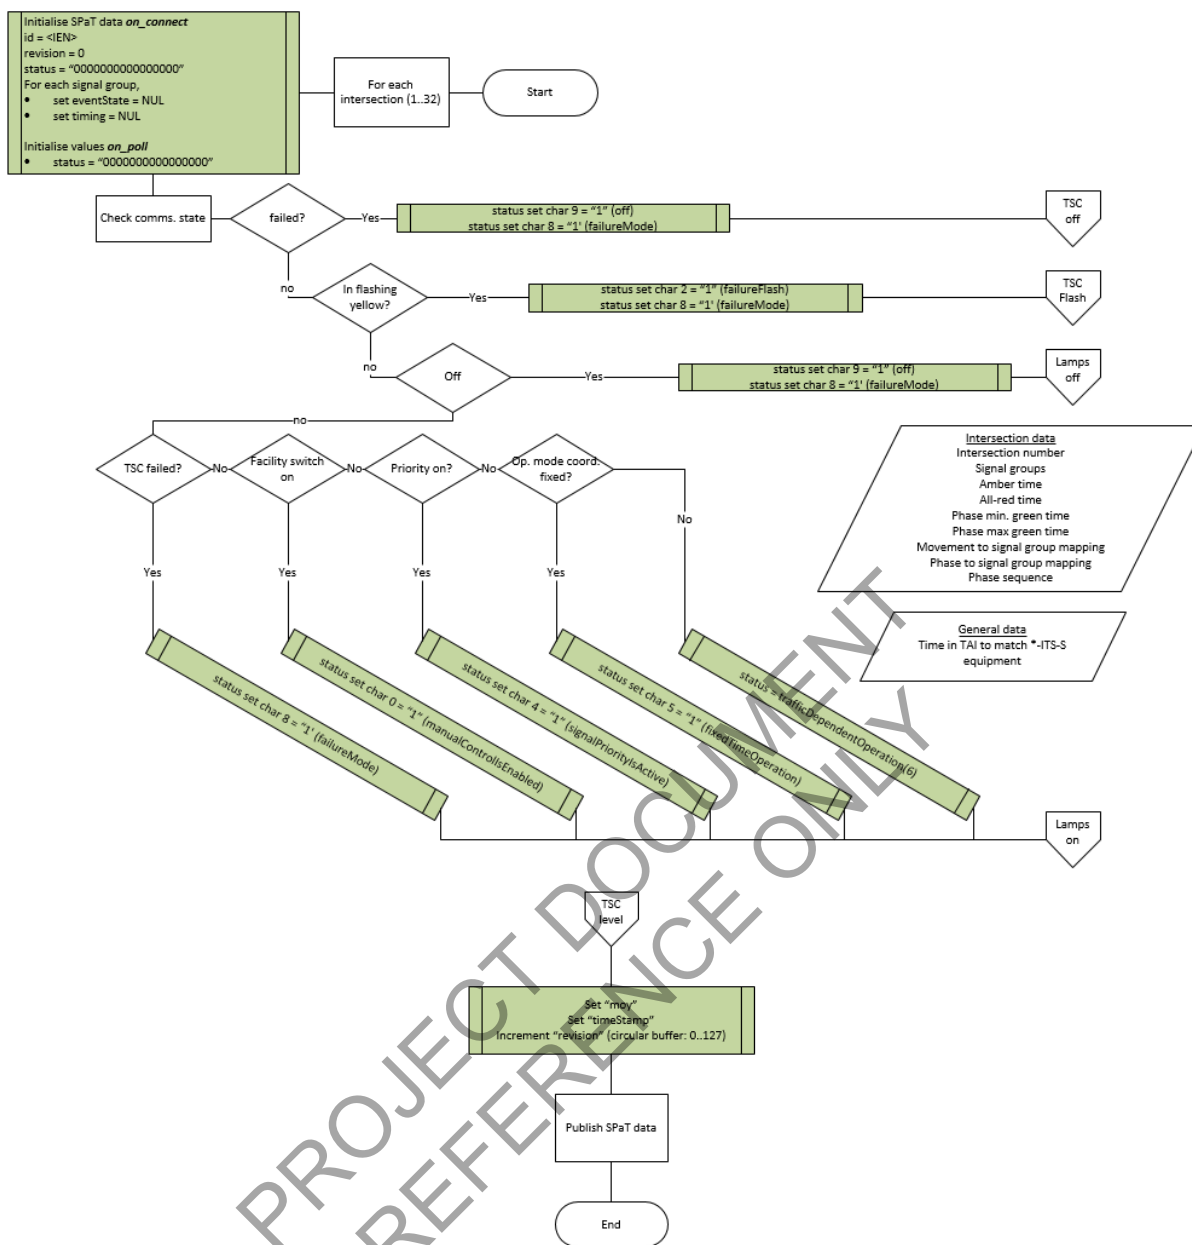 Initialise SPaT data on_connect
id = <IEN>
revision = 0
status = "0000000000000000"
For each signal group,
• set eventState = NUL
• set timing = NUL
Initialise values on_poll
• status = "0000000000000000"
For each
intersection (1..32)
Start
Check comms. state
failed?
Yes
status set char 9 = "1" (off)
status set char 8 = "1' (failureMode)
TSC
off
no
In flashing
yellow?
Yes
status set char 2 = "1" (failureFlash)
status set char 8 = "1' (failureMode)
TSC
Flash
no
Off
Yes
status set char 9 = "1" (off)
status set char 8 = "1' (failureMode)
Lamps
off
no
TSC failed?
No
Facility switch
on
No
Priority on?
No
Op. mode coord.
fixed?
No
Yes
Yes
Yes
Yes
Intersection data
Intersection number
Signal groups
Amber time
All-red time
Phase min. green time
Phase max green time
Movement to signal group mapping
Phase to signal group mapping
Phase sequence
General data
Time in TAI to match *-ITS-S
equipment
status set char 8 = "1' (failureMode)
status set char 0 = "1" (manualControlIsEnabled)
status set char 4 = "1" (signalPriorityIsActive)
status set char 5 = "1" (fixedTimeOperation)
status = trafficDependentOperation(6)
Lamps
on
TSC
level
Set "moy"
Set "timeStamp"
Increment "revision" (circular buffer: 0..127)
Publish SPaT data
End
PROJECT DOCUMENT
REFERENCE ONLY